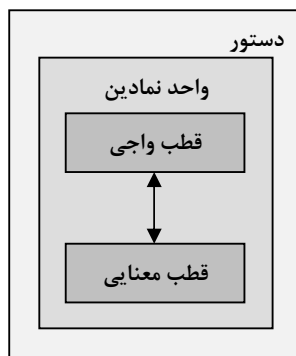 دستور
واحد نمادین
قطب واجی
قطب معنایی